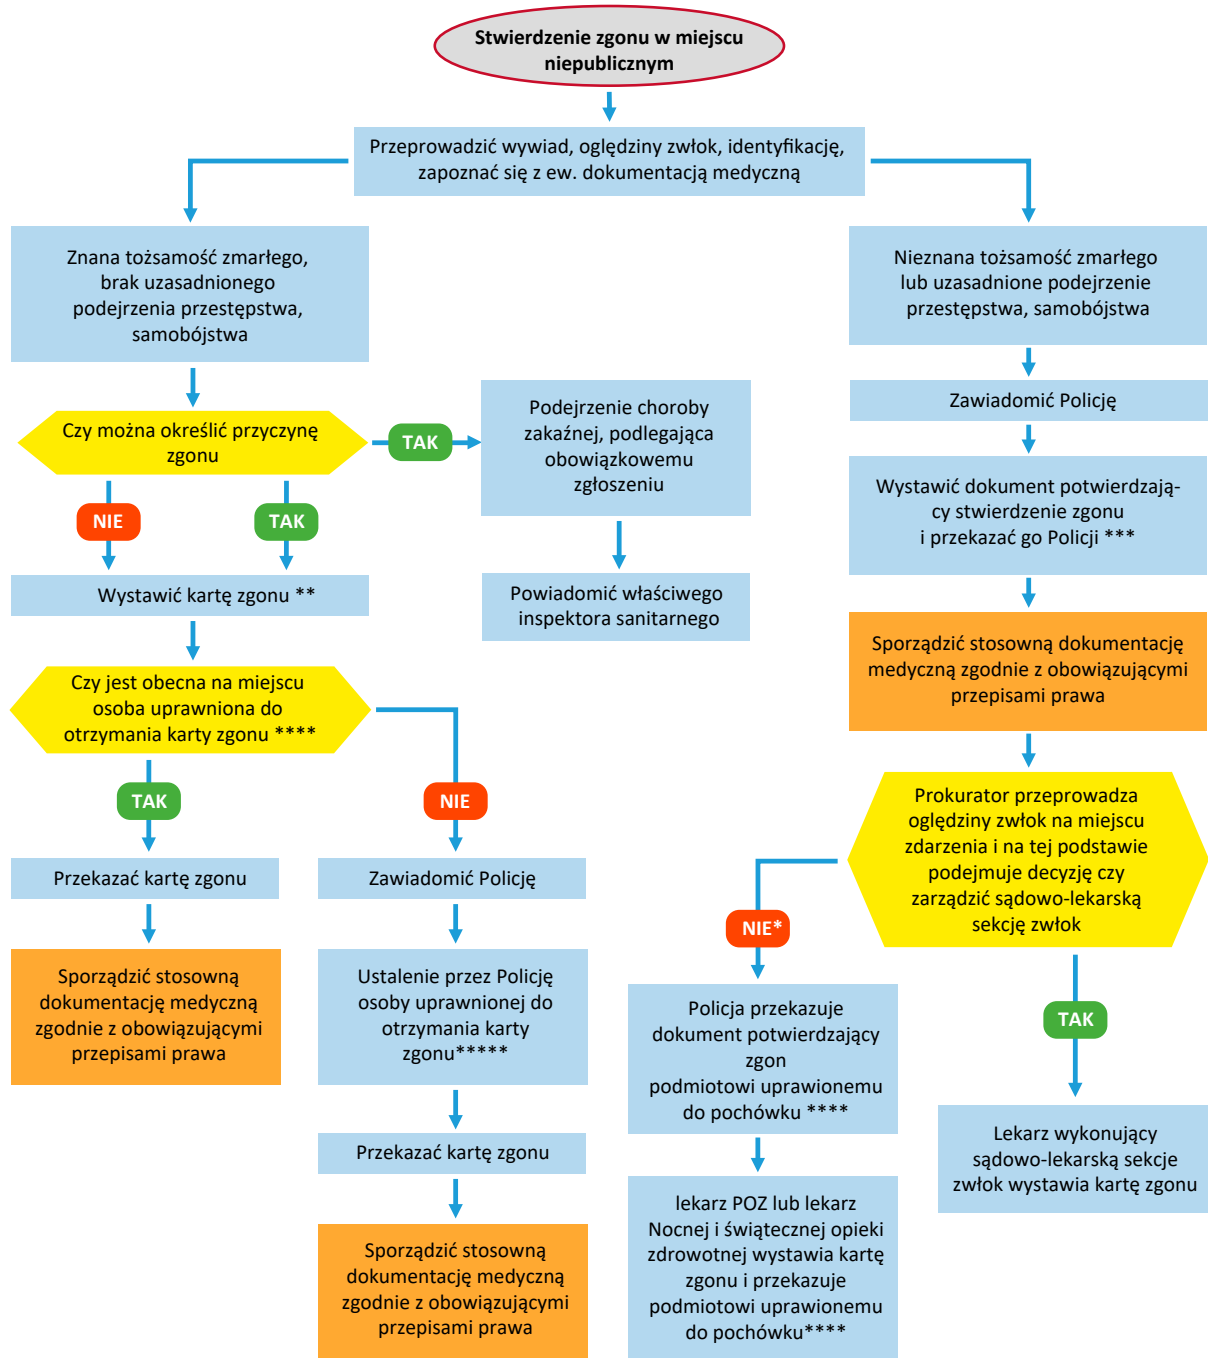 Stwierdzenie zgonu w miejscu
niepublicznym
Przeprowadzić wywiad, oględziny zwłok, identyfikację,
zapoznać się z ew. dokumentacją medyczną
Znana tożsamość zmarłego,
brak uzasadnionego
podejrzenia przestępstwa,
samobójstwa
Nieznana tożsamość zmarłego
lub uzasadnione podejrzenie
przestępstwa, samobójstwa
Czy można określić przyczynę
zgonu
TAK
Podejrzenie choroby
zakaźnej, podlegająca
obowiązkowemu
zgłoszeniu
Zawiadomić Policję
NIE
TAK
Wystawić dokument potwierdzają-
cy stwierdzenie zgonu
i przekazać go Policji ***
Wystawić kartę zgonu **
Powiadomić właściwego
inspektora sanitarnego
Sporządzić stosowną dokumentację
medyczną zgodnie z obowiązującymi
przepisami prawa
Czy jest obecna na miejscu
osoba uprawniona do
otrzymania karty zgonu ****
TAK
NIE
Prokurator przeprowadza
oględziny zwłok na miejscu
zdarzenia i na tej podstawie
podejmuje decyzję czy
zarządzić sądowo-lekarską
sekcję zwłok
Przekazać kartę zgonu
Zawiadomić Policję
NIE*
TAK
Sporządzić stosowną
dokumentację medyczną
zgodnie z obowiązującymi
przepisami prawa
Ustalenie przez Policję
osoby uprawnionej do
otrzymania karty
zgonu*****
Policja przekazuje
dokument potwierdzający
zgon
podmiotowi uprawionemu
do pochówku ****
Lekarz wykonujący
sądowo-lekarską sekcje
zwłok wystawia kartę zgonu
Przekazać kartę zgonu
lekarz POZ lub lekarz
Nocnej i świątecznej opieki
zdrowotnej wystawia kartę
zgonu i przekazuje
podmiotowi uprawionemu
do pochówku****
Sporządzić stosowną
dokumentację medyczną
zgodnie z obowiązującymi
przepisami prawa